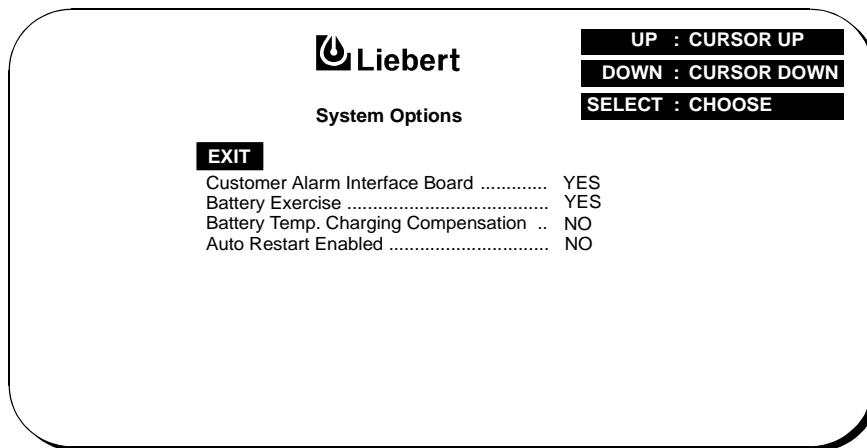 Liebert
System Options
UP : CURSOR UP
DOWN : CURSOR DOWN
SELECT : CHOOSE
EXIT
Customer Alarm Interface Board ............. YES
Battery Exercise ....................................... YES
Battery Temp. Charging Compensation .. NO
Auto Restart Enabled ............................... NO